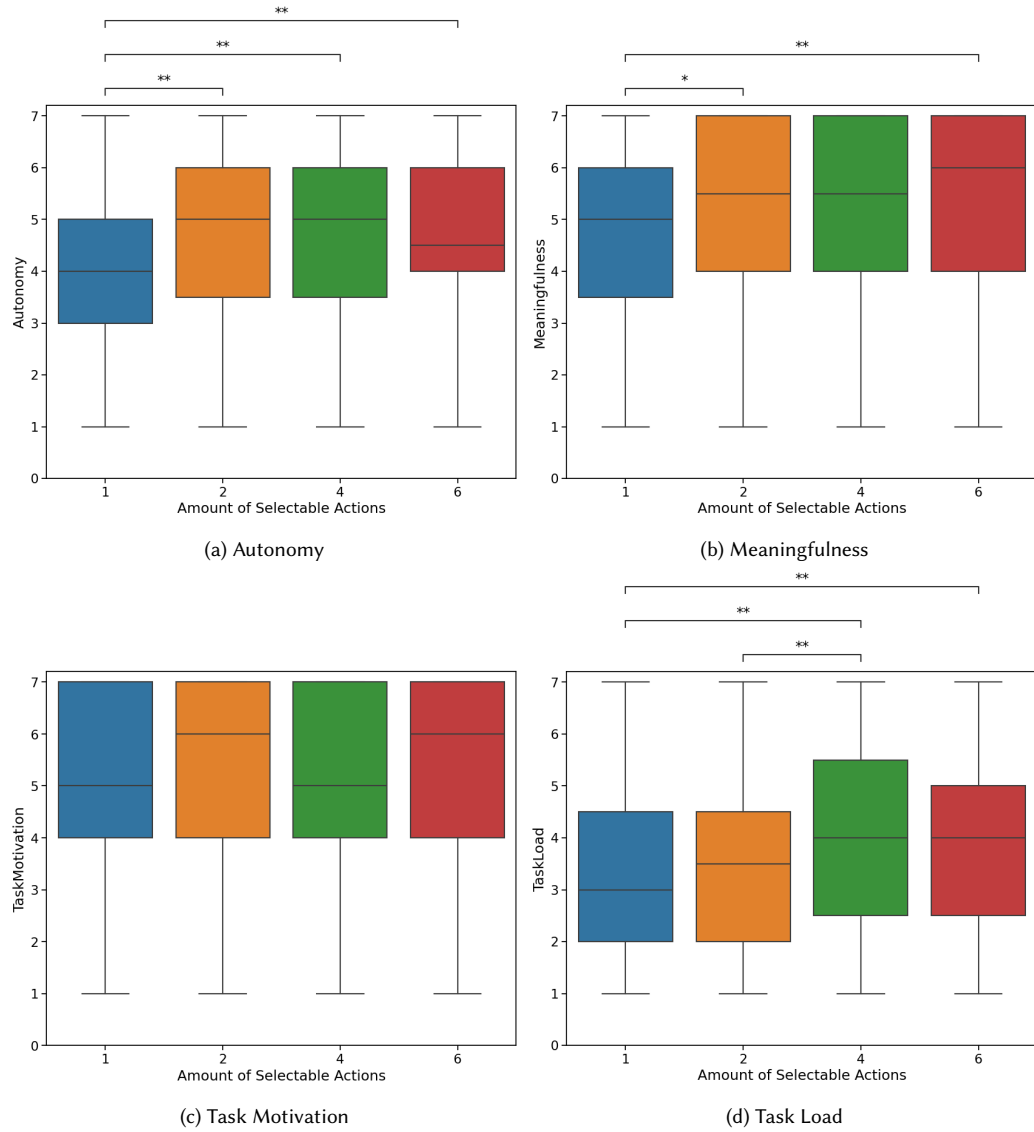 **
**
**
7
6
5
4
3
2
1
0
Autonomy
1 2 4 6
Amount of Selectable Actions
(a) Autonomy
**
*
7
6
5
4
3
2
1
0
Meaningfulness
1 2 4 6
Amount of Selectable Actions
(b) Meaningfulness
7
6
5
4
3
2
1
0
TaskMotivation
1 2 4 6
Amount of Selectable Actions
(c) Task Motivation
**
**
**
7
6
5
4
3
2
1
0
TaskLoad
1 2 4 6
Amount of Selectable Actions
(d) Task Load